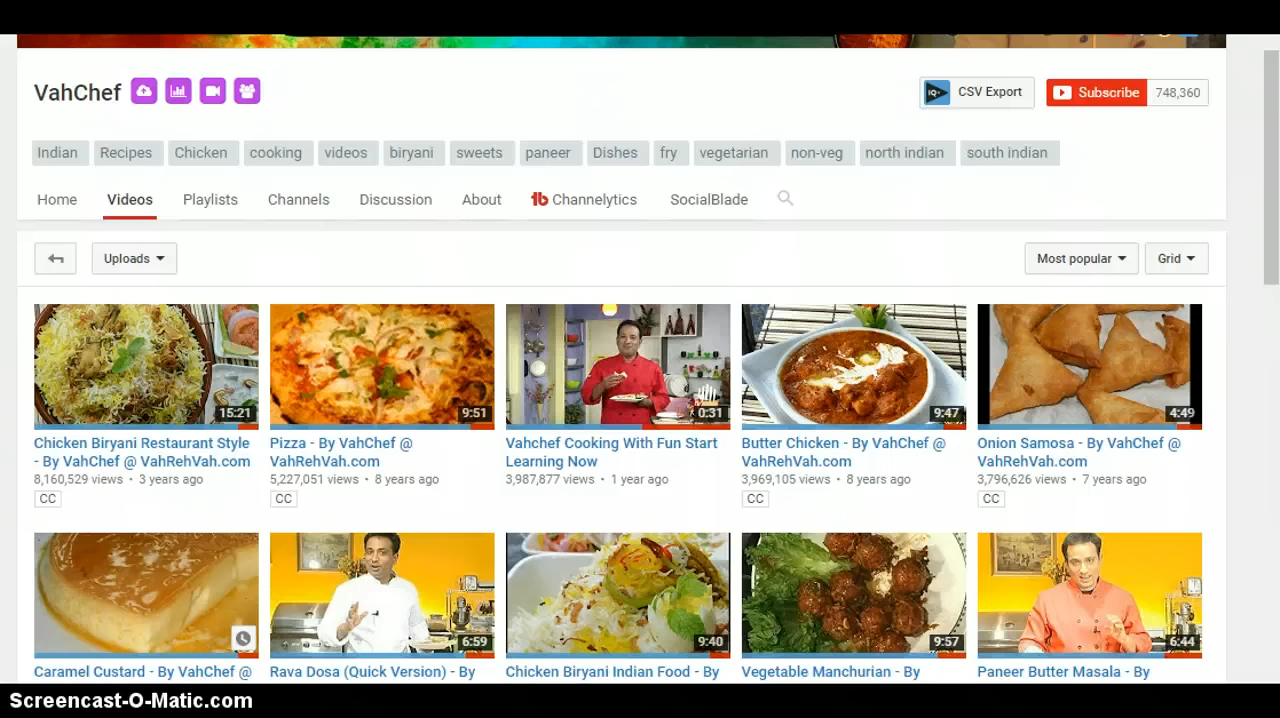 VahChef
IQ+ CSV Export
Subscribe 748,360
Indian Recipes Chicken cooking videos biryani sweets paneer Dishes fry vegetarian non-veg north indian south indian
Home Videos Playlists Channels Discussion About tb Channelytics SocialBlade
Uploads Most popular Grid
15:21 9:51 0:31 9:47 4:49
Chicken Biryani Restaurant Style
- By VahChef @ VahRehVah.com
8,160,529 views • 3 years ago
CC
Pizza - By VahChef @
VahRehVah.com
5,227,051 views • 8 years ago
CC
Vahchef Cooking With Fun Start
Learning Now
3,987,877 views • 1 year ago
Butter Chicken - By VahChef @
VahRehVah.com
3,969,105 views • 8 years ago
CC
Onion Samosa - By VahChef @
VahRehVah.com
3,796,626 views • 7 years ago
CC
6:59 9:40 9:57 6:44
Caramel Custard - By VahChef @
Rava Dosa (Quick Version) - By
Chicken Biryani Indian Food - By
Vegetable Manchurian - By
Paneer Butter Masala - By
Screencast-O-Matic.com